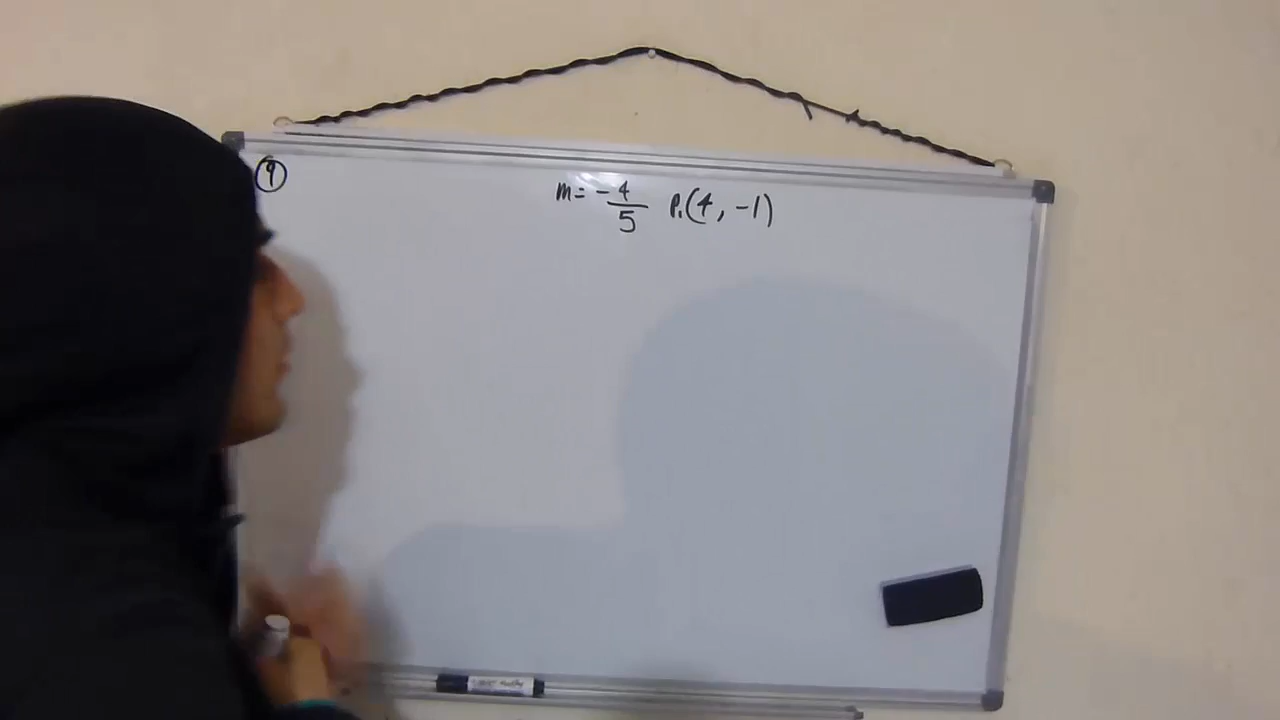 9
m = -4/5 P₁(4, -1)